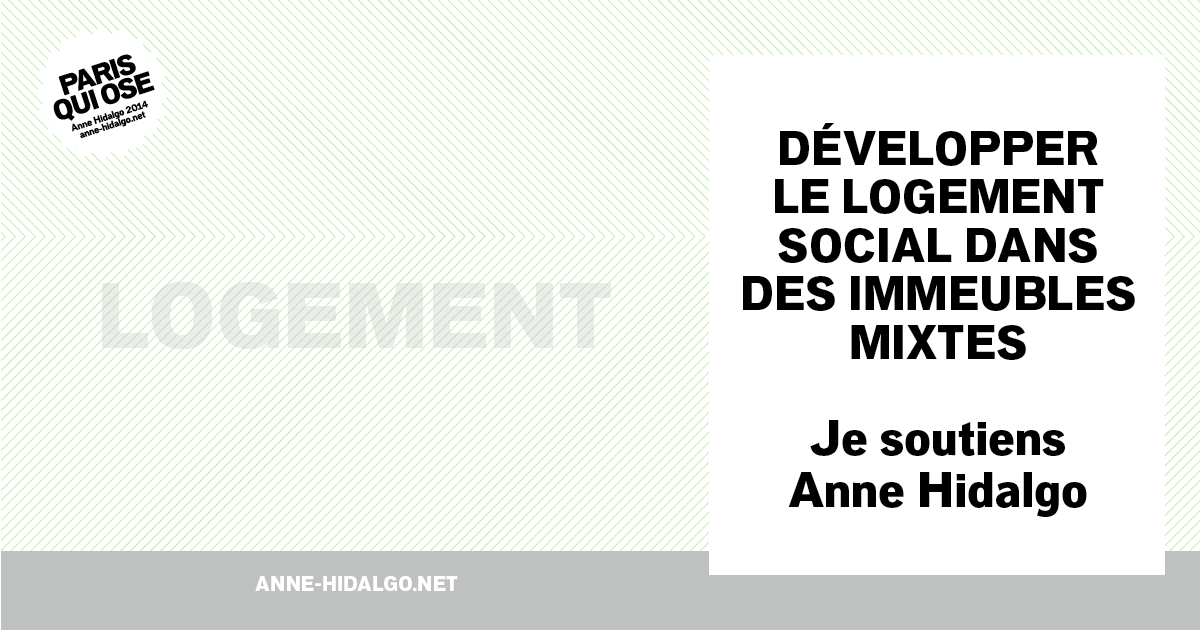 PARIS
QUI OSE
Anne Hidalgo 2014
anne-hidalgo.net
LOGEMENT
DÉVELOPPER
LE LOGEMENT
SOCIAL DANS
DES IMMEUBLES
MIXTES
Je soutiens
Anne Hidalgo
ANNE-HIDALGO.NET